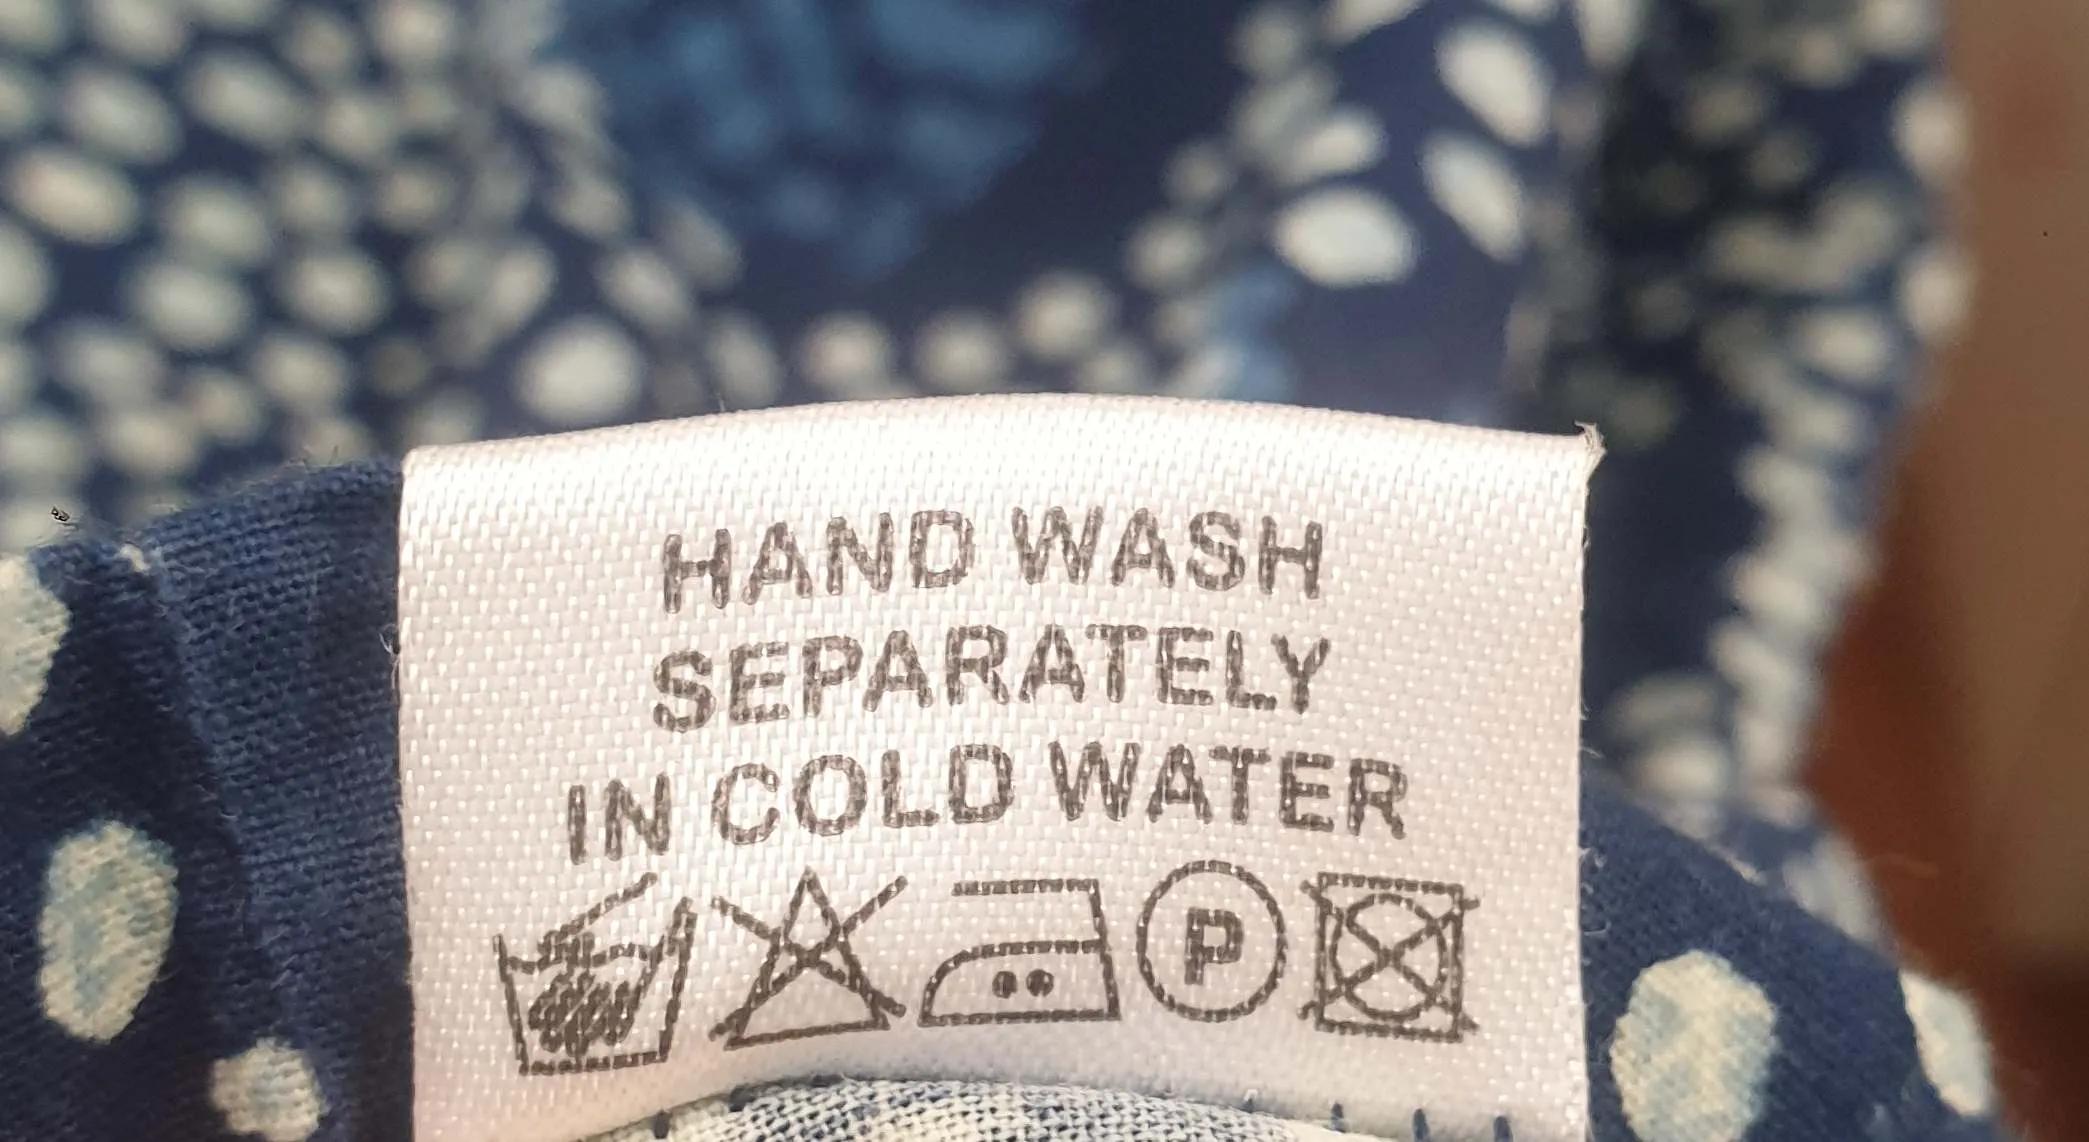 HAND WASH
SEPARATELY
IN COLD WATER
P